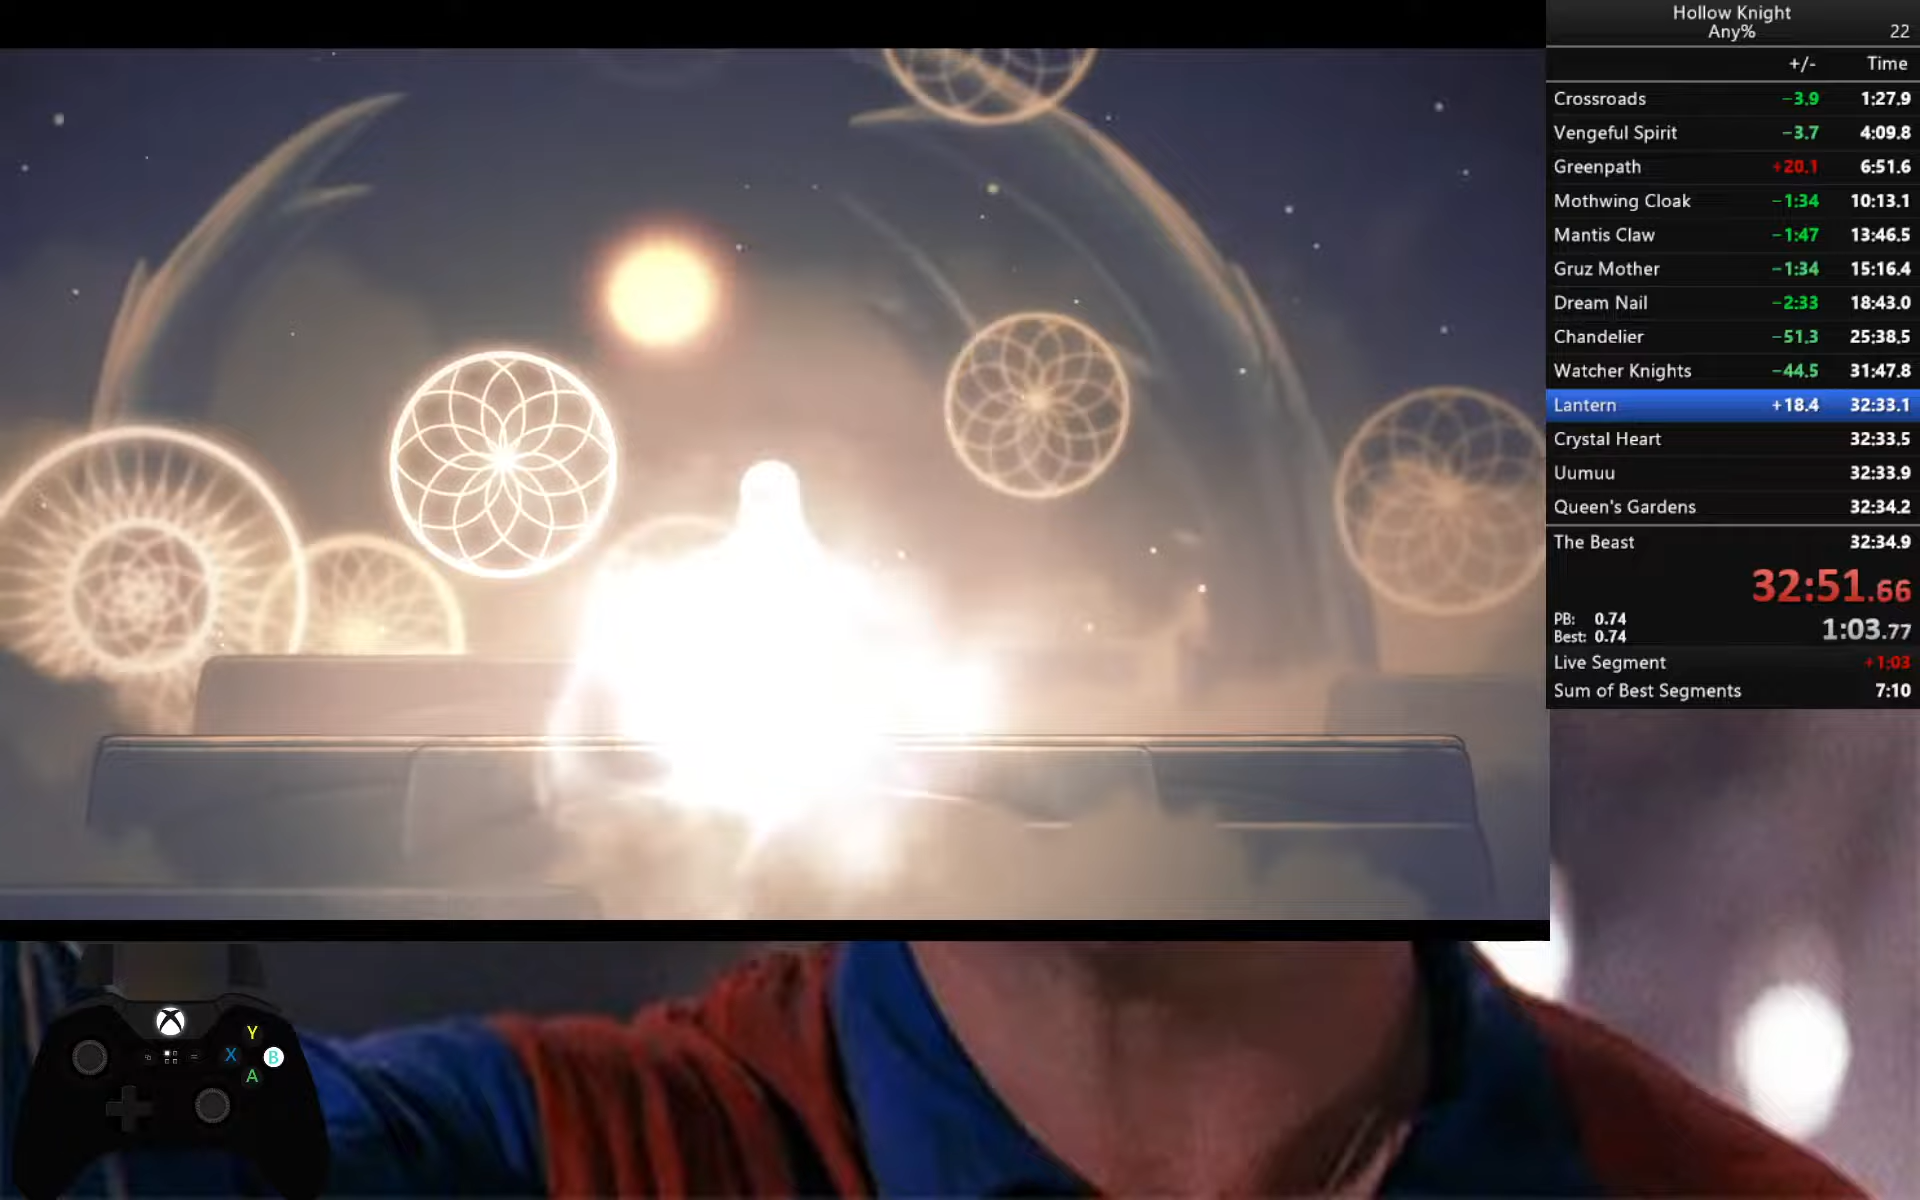 Hollow Knight
Any% 22
+/- Time
Crossroads −3.9 1:27.9
Vengeful Spirit −3.7 4:09.8
Greenpath +20.1 6:51.6
Mothwing Cloak −1:34 10:13.1
Mantis Claw −1:47 13:46.5
Gruz Mother −1:34 15:16.4
Dream Nail −2:33 18:43.0
Chandelier −51.3 25:38.5
Watcher Knights −44.5 31:47.8
Lantern +18.4 32:33.1
Crystal Heart 32:33.5
Uumuu 32:33.9
Queen's Gardens 32:34.2
The Beast 32:34.9
32:51.66
PB: 0.74
Best: 0.74 1:03.77
Live Segment +1:03
Sum of Best Segments 7:10
Y
X B
A